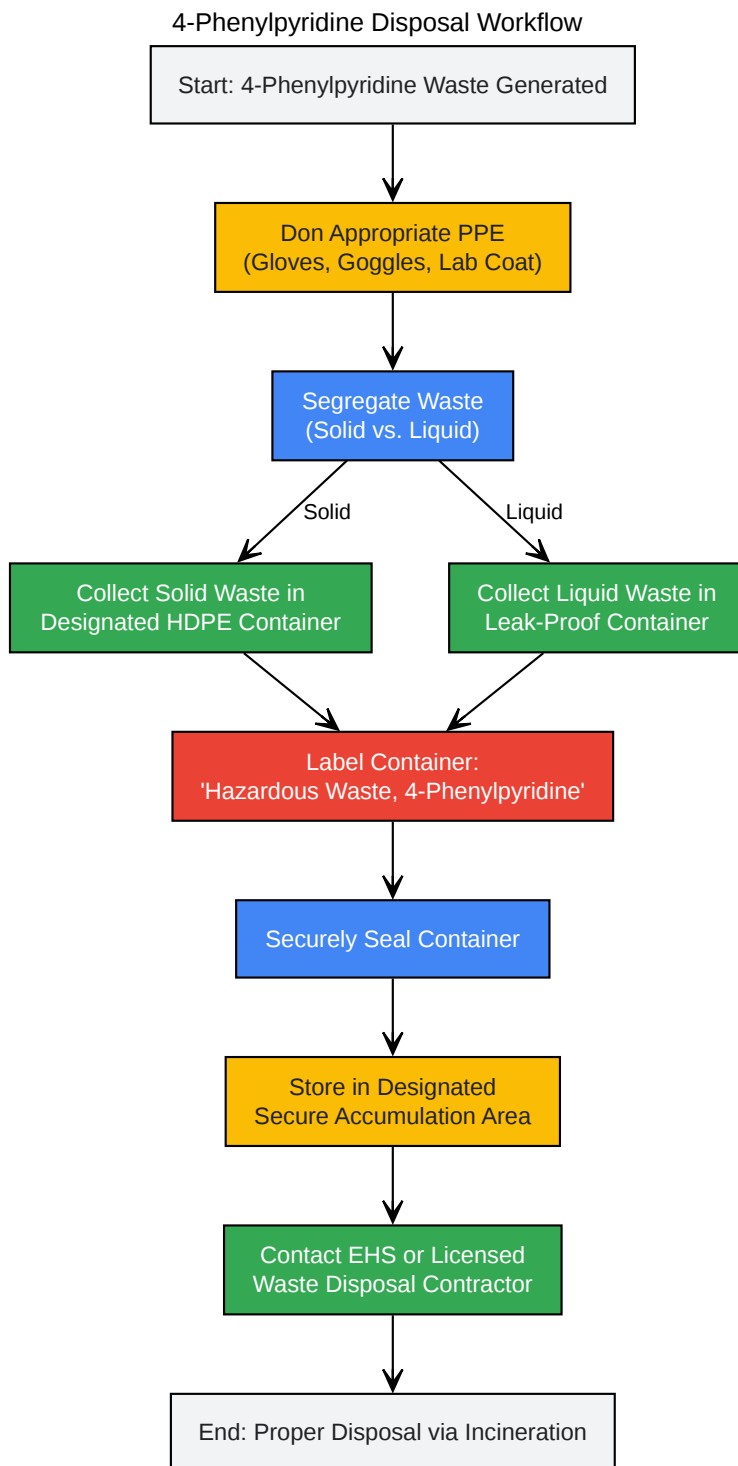 4-Phenylpyridine Disposal Workflow
Start: 4-Phenylpyridine Waste Generated
Don Appropriate PPE
(Gloves, Goggles, Lab Coat)
Segregate Waste
(Solid vs. Liquid)
Solid
Liquid
Collect Solid Waste in
Designated HDPE Container
Collect Liquid Waste in
Leak-Proof Container
Label Container:
'Hazardous Waste, 4-Phenylpyridine'
Securely Seal Container
Store in Designated
Secure Accumulation Area
Contact EHS or Licensed
Waste Disposal Contractor
End: Proper Disposal via Incineration